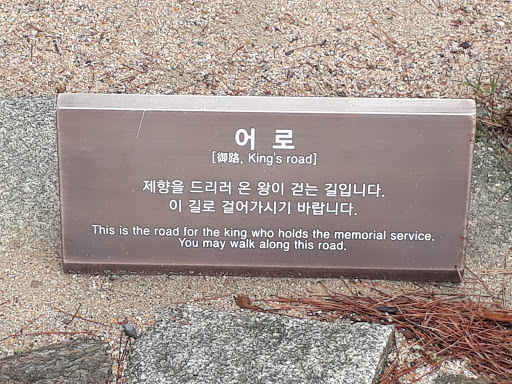 어 로
[御路, King's road]
제향을 드리러 온 왕이 걷는 길입니다.
이 길로 걸어가시기 바랍니다.
This is the road for the king who holds the memorial service.
You may walk along this road.